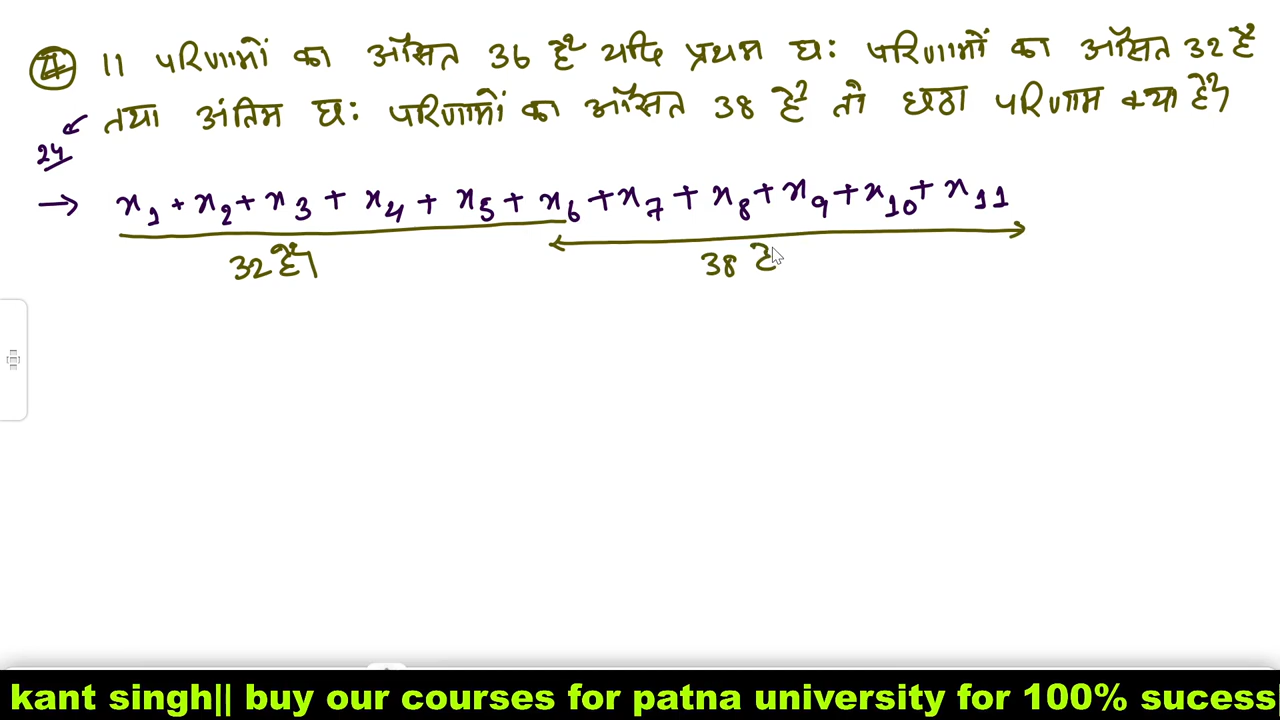 ④ 11 परिणामों का औसत 36 है यदि प्रथम छः परिणामों का औसत 32 है
तथा अंतिम छः परिणामों का औसत 38 है तो छठा परिणाम क्या है?
24
→ x₁ + x₂ + x₃ + x₄ + x₅ + x₆ + x₇ + x₈ + x₉ + x₁₀ + x₁₁
32 है। 38 है
kant singh|| buy our courses for patna university for 100% sucess